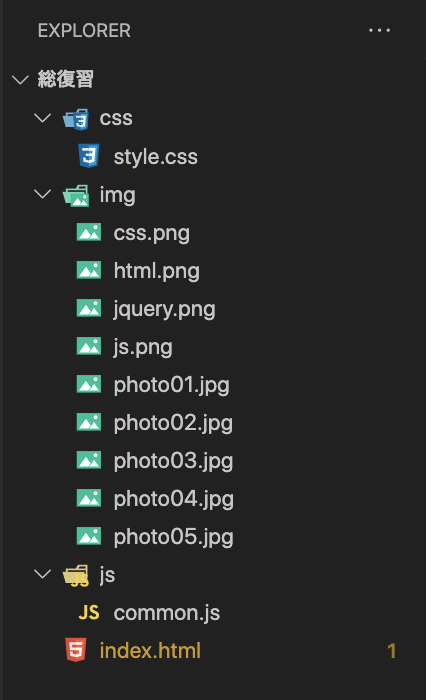 EXPLORER
総復習
css
style.css
img
css.png
html.png
jquery.png
js.png
photo01.jpg
photo02.jpg
photo03.jpg
photo04.jpg
photo05.jpg
js
JS common.js
index.html 1